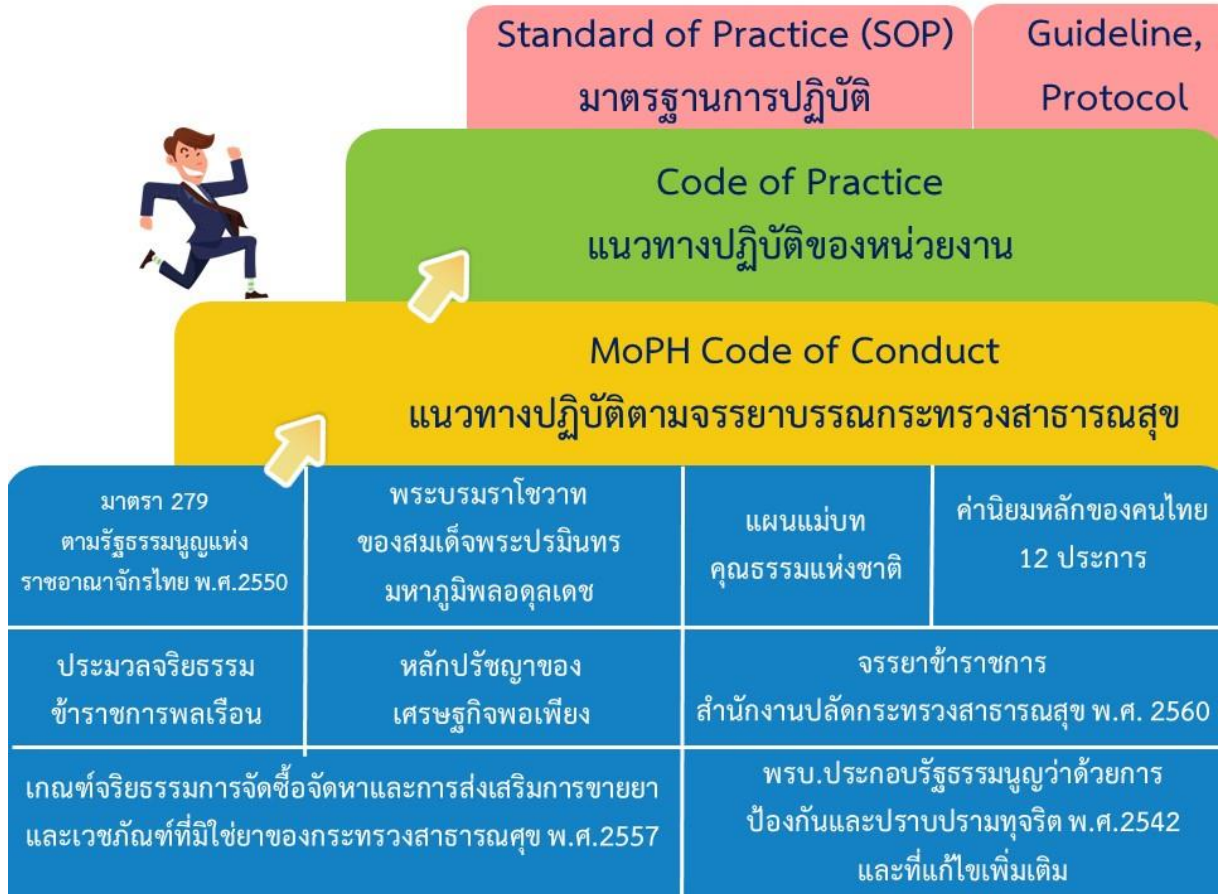 Standard of Practice (SOP)
มาตรฐานการปฏิบัติ
Guideline,
Protocol
Code of Practice
แนวทางปฏิบัติของหน่วยงาน
MoPH Code of Conduct
แนวทางปฏิบัติตามจรรยาบรรณกระทรวงสาธารณสุข
มาตรา 279
ตามรัฐธรรมนูญแห่ง
ราชอาณาจักรไทย พ.ศ.2550
พระบรมราโชวาท
ของสมเด็จพระปรมินทร
มหาภูมิพลอดุลเดช
แผนแม่บท
คุณธรรมแห่งชาติ
ค่านิยมหลักของคนไทย
12 ประการ
ประมวลจริยธรรม
ข้าราชการพลเรือน
หลักปรัชญาของ
เศรษฐกิจพอเพียง
จรรยาข้าราชการ
สำนักงานปลัดกระทรวงสาธารณสุข พ.ศ. 2560
เกณฑ์จริยธรรมการจัดซื้อจัดหาและการส่งเสริมการขายยา
และเวชภัณฑ์ที่มิใช่ยาของกระทรวงสาธารณศุข พ.ศ.2557
พรบ.ประกอบรัฐธรรมนูญว่าด้วยการ
ป้องกันและปราบปรามทุจริต พ.ศ.2542
และที่แก้ไขเพิ่มเติม